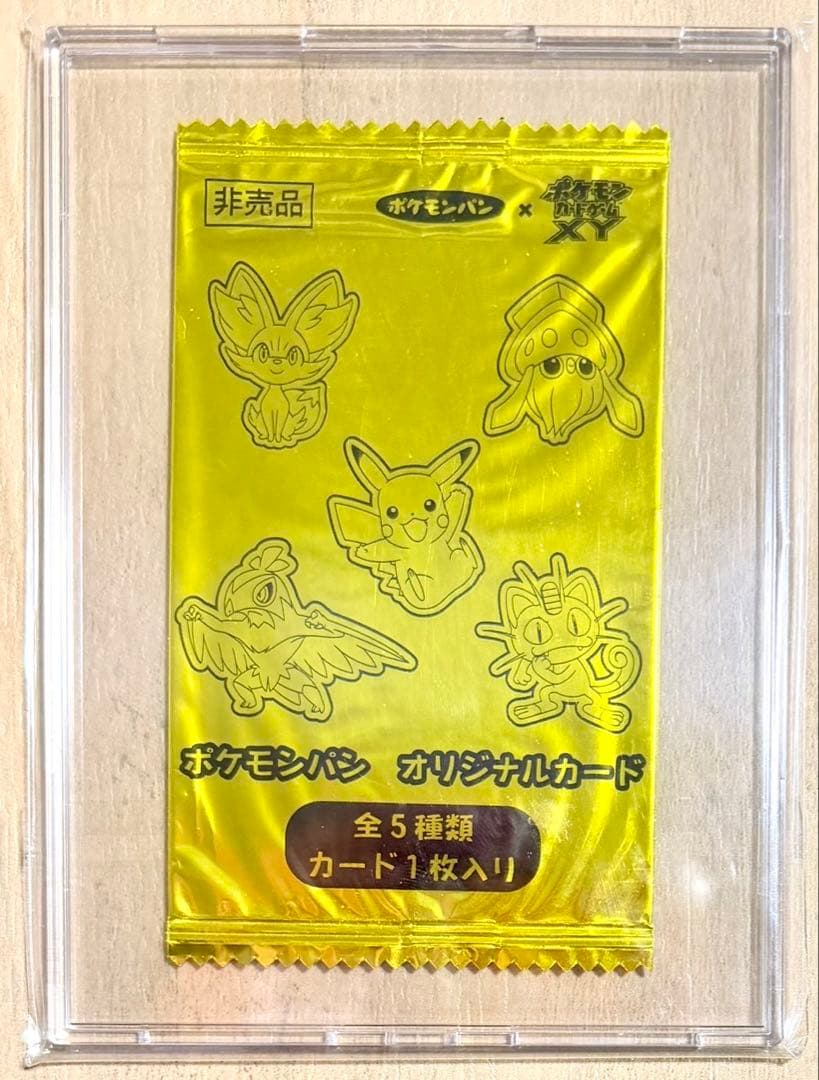 非売品
ポケモンパン × ポケモン
カードゲーム
XY
ポケモンパン オリジナルカード
全5種類
カード1枚入り